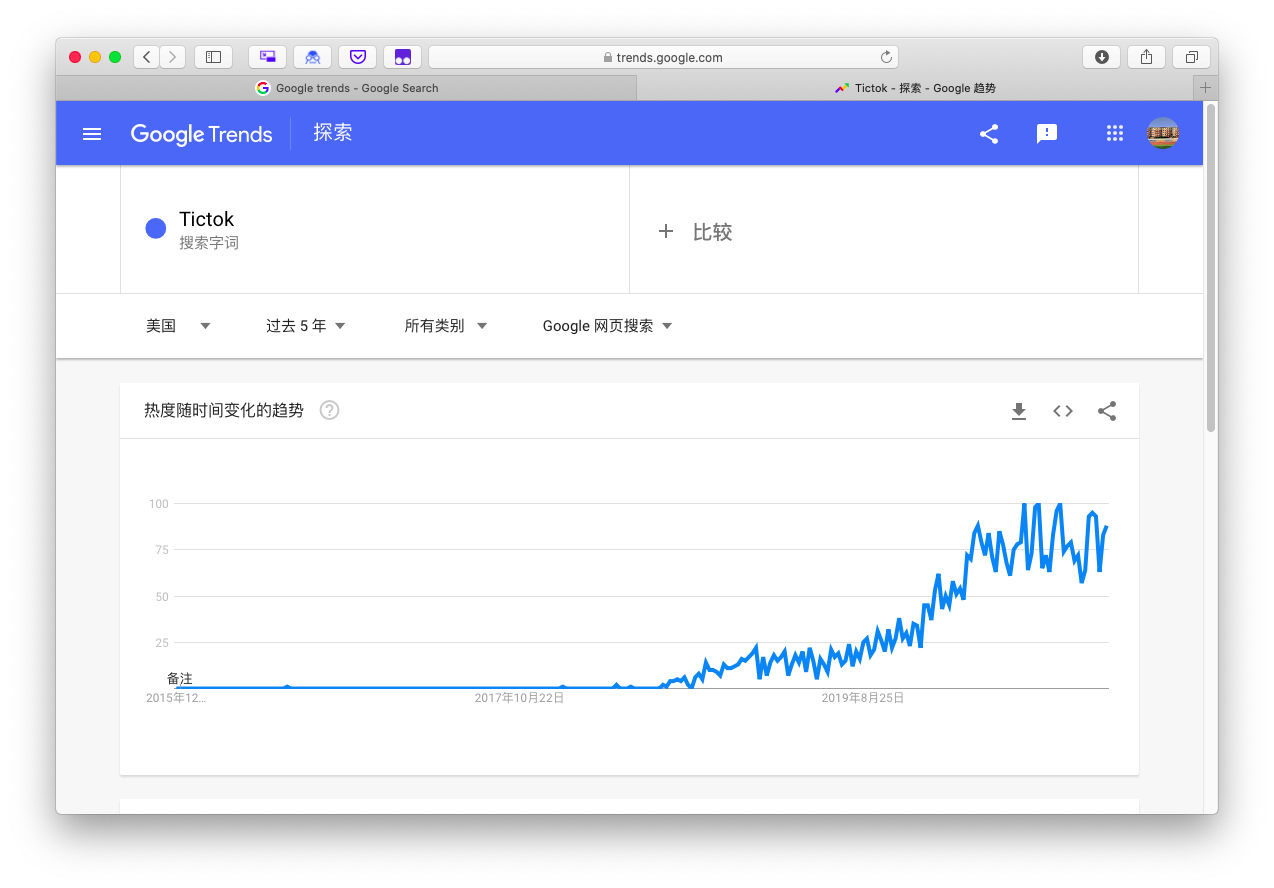 trends.google.com
Google trends - Google Search
Tictok - 探索 - Google 趋势
Google Trends 探索
Tictok
搜索字词
+ 比较
美国 过去 5 年 所有类别 Google 网页搜索
热度随时间变化的趋势 ?
100
75
50
25
备注
2015年12... 2017年10月22日 2019年8月25日